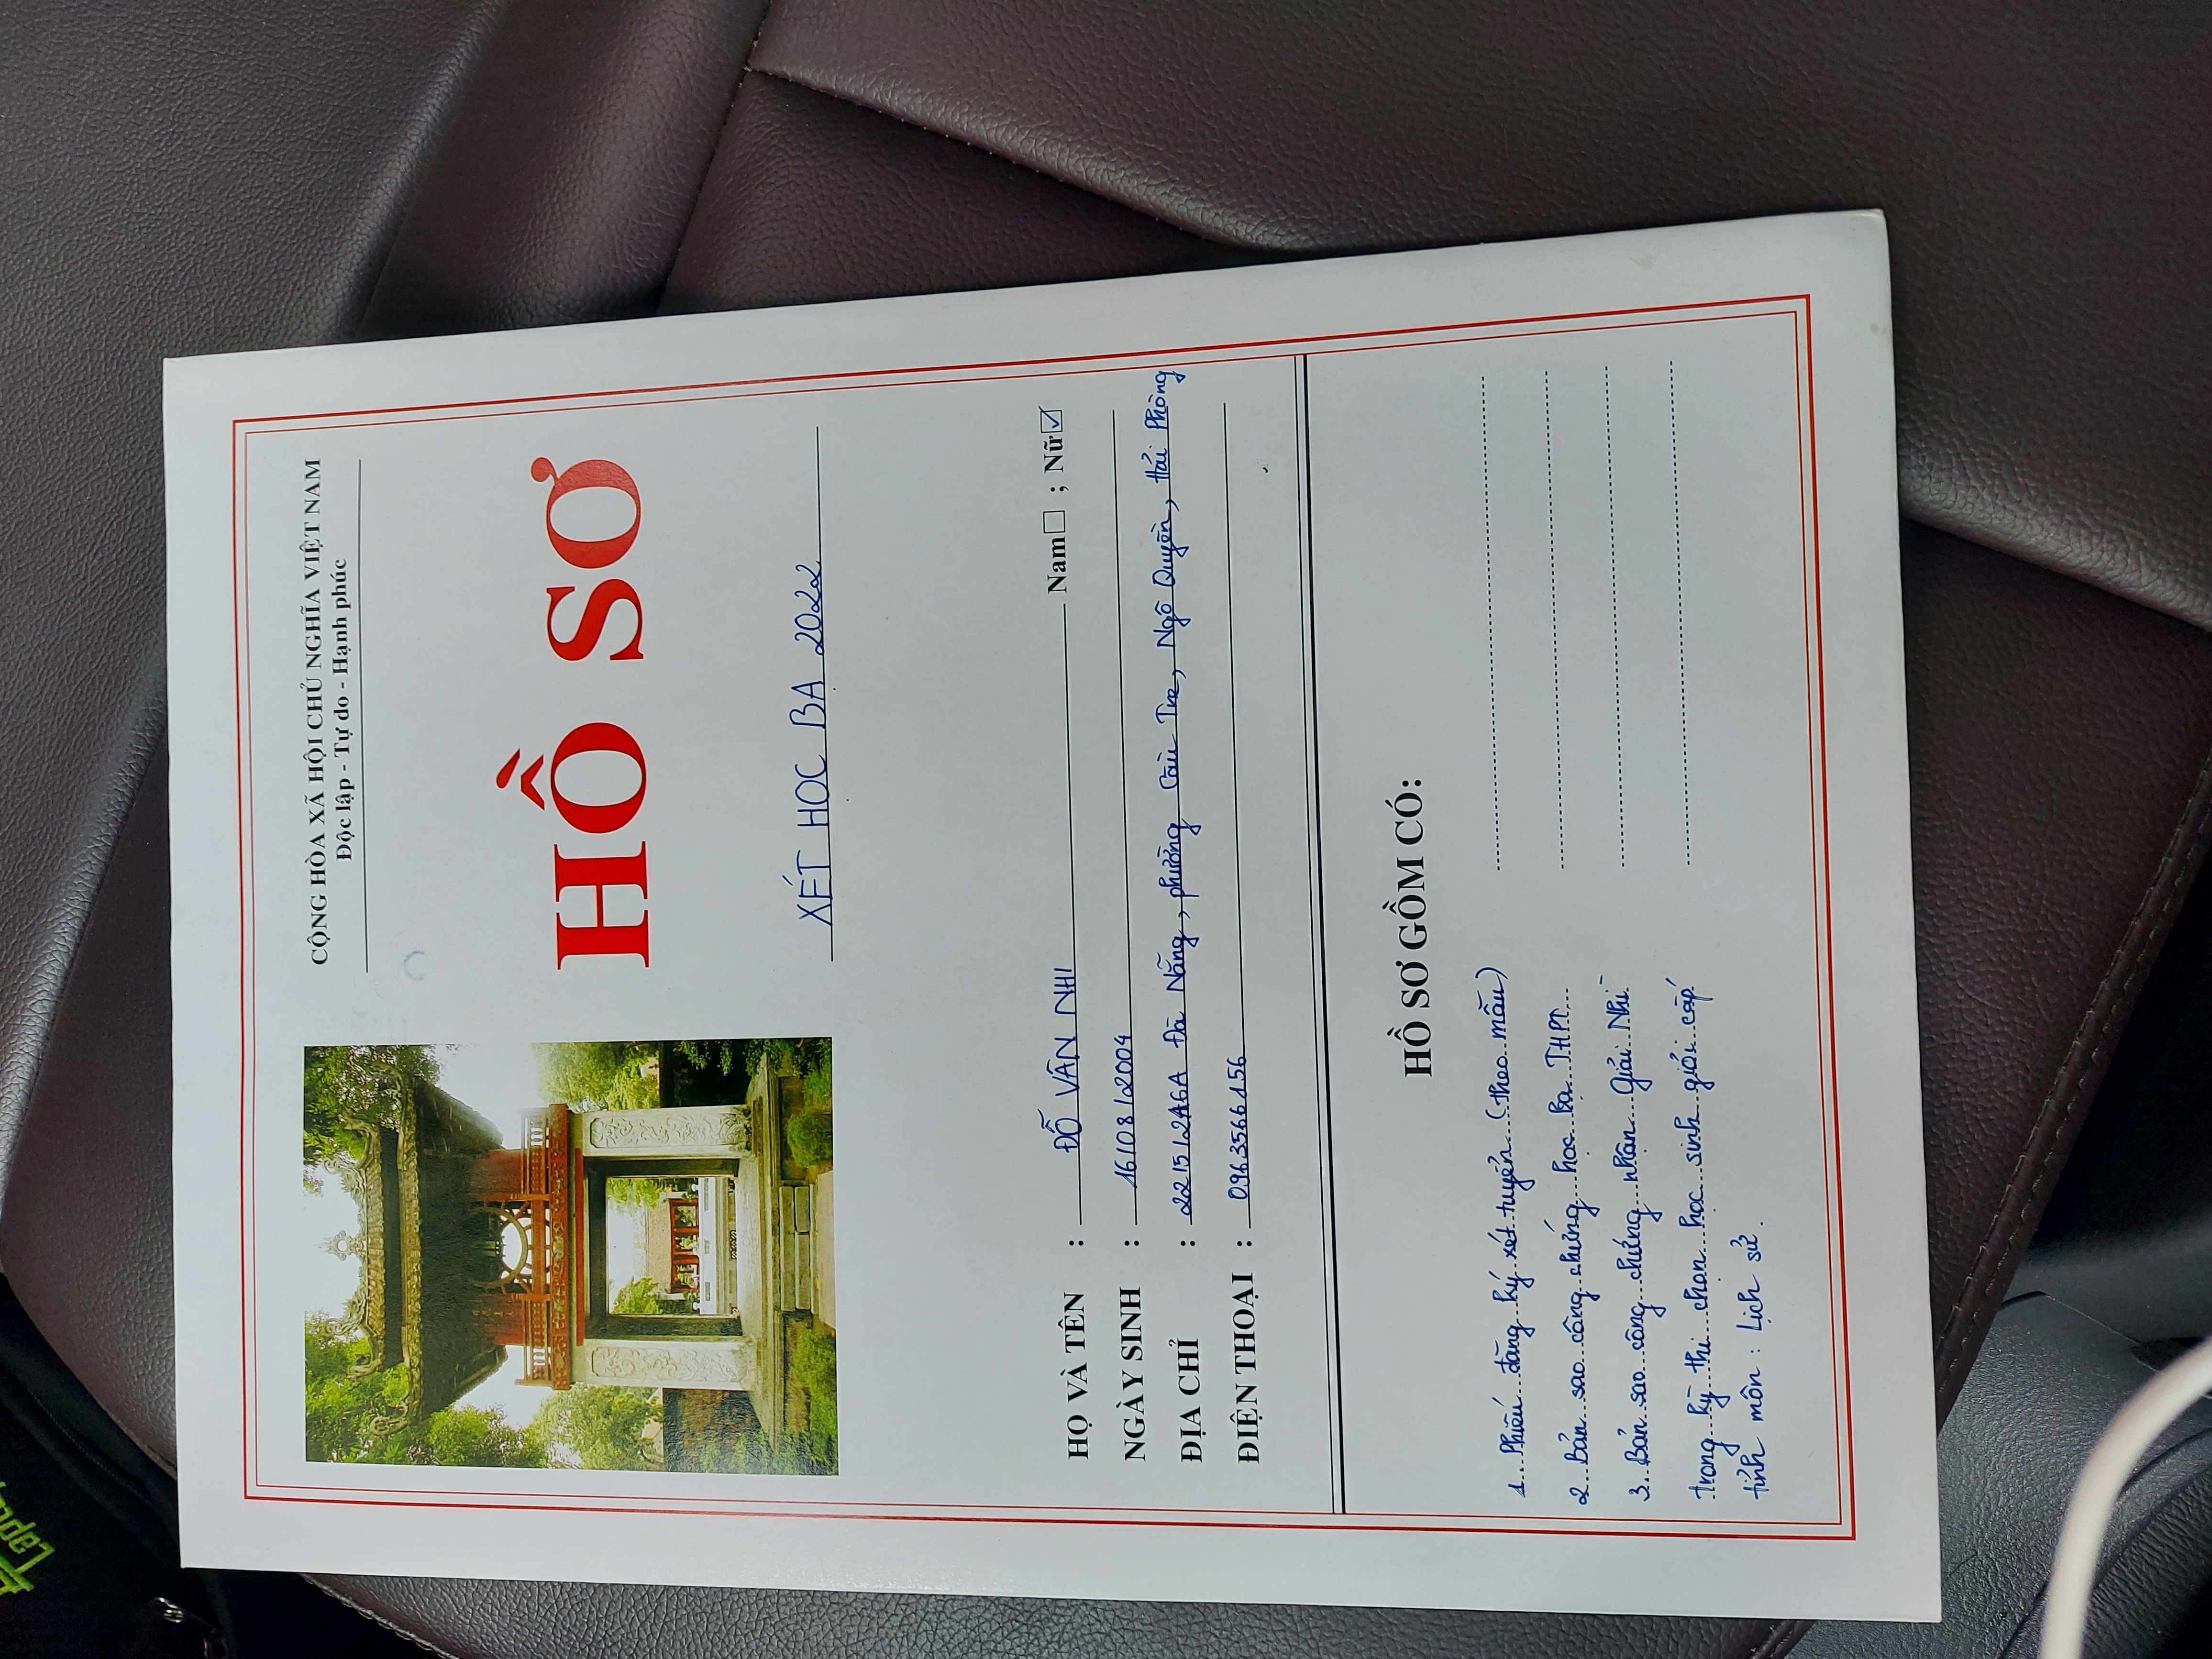 CỘNG HÒA XÃ HỘI CHỦ NGHĨA VIỆT NAM
Độc lập - Tự do - Hạnh phúc
HỒ SƠ
XÉT HỌC BẠ 2022
HỌ VÀ TÊN : ĐỖ VÂN NHI Nam ; Nữ ☑
NGÀY SINH : 16/08/2004
ĐỊA CHỈ : 22 15/246A Đà Nẵng, phường Cầu Tre, Ngô Quyền, Hải Phòng
ĐIỆN THOẠI : 0963566156
HỒ SƠ GỒM CÓ:
1. Phiếu đăng ký xét tuyển (theo mẫu)
2. Bản sao công chứng học bạ THPT
3. Bản sao công chứng nhận Giải Nhì
trong kỳ thi chọn học sinh giỏi cấp
tỉnh môn : Lịch sử.